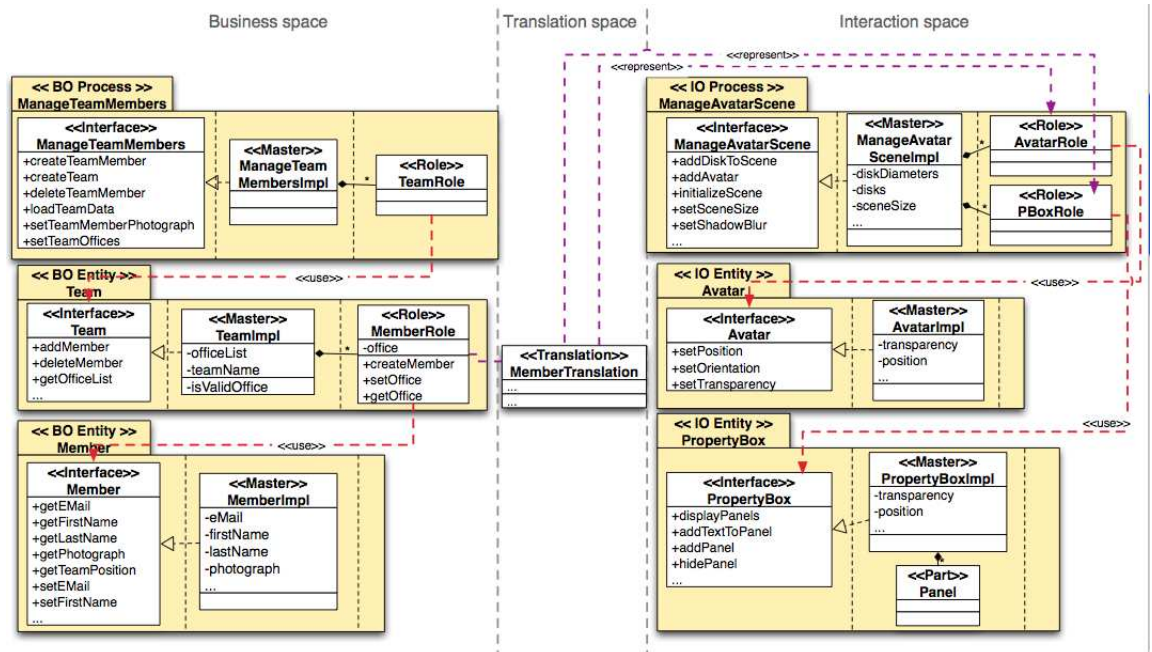 Business space
Translation space
Interaction space
<<represent>>
<<represent>>
<< BO Process >>
ManageTeamMembers
<<Interface>>
ManageTeamMembers
+createTeamMember
+createTeam
+deleteTeamMember
+loadTeamData
+setTeamMemberPhotograph
+setTeamOffices
<<Master>>
ManageTeam
MembersImpl
*
<<Role>>
TeamRole
<<use>>
<< BO Entity >>
Team
<<Interface>>
Team
+addMember
+deleteMember
+getOfficeList
...
<<Master>>
TeamImpl
-officeList
-teamName
-isValidOffice
*
<<Role>>
MemberRole
-office
+createMember
+setOffice
+getOffice
<<use>>
<< BO Entity >>
Member
<<Interface>>
Member
+getEMail
+getFirstName
+getLastName
+getPhotograph
+getTeamPosition
+setEMail
+setFirstName
...
<<Master>>
MemberImpl
-eMail
-firstName
-lastName
-photograph
...
<<Translation>>
MemberTranslation
...
...
<< IO Process >>
ManageAvatarScene
<<Interface>>
ManageAvatarScene
+addDiskToScene
+addAvatar
+initializeScene
+setSceneSize
+setShadowBlur
...
<<Master>>
ManageAvatar
SceneImpl
-diskDiameters
-disks
-sceneSize
...
*
*
<<Role>>
AvatarRole
<<Role>>
PBoxRole
<<use>>
<< IO Entity >>
Avatar
<<Interface>>
Avatar
+setPosition
+setOrientation
+setTransparency
<<Master>>
AvatarImpl
-transparency
-position
...
<<use>>
<< IO Entity >>
PropertyBox
<<Interface>>
PropertyBox
+displayPanels
+addTextToPanel
+addPanel
+hidePanel
...
<<Master>>
PropertyBoxImpl
-transparency
-position
...
*
<<Part>>
Panel